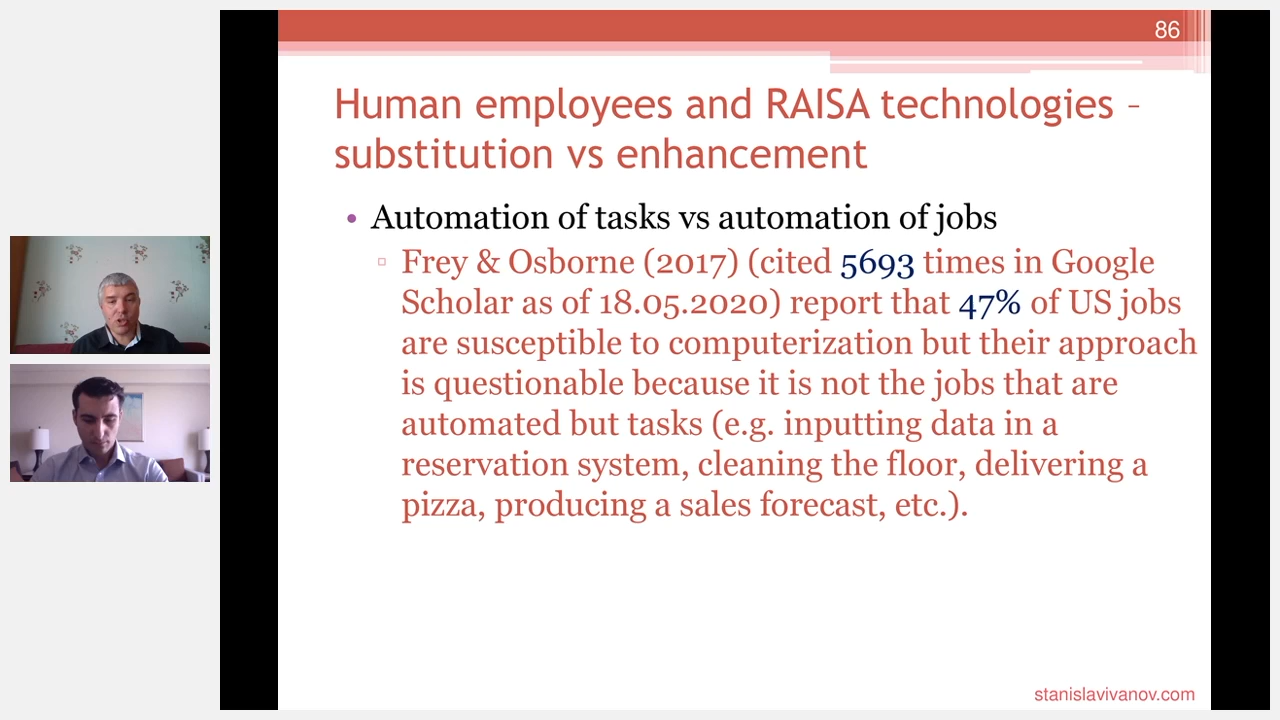 86
Human employees and RAISA technologies –
substitution vs enhancement
• Automation of tasks vs automation of jobs
▫ Frey & Osborne (2017) (cited 5693 times in Google
Scholar as of 18.05.2020) report that 47% of US jobs
are susceptible to computerization but their approach
is questionable because it is not the jobs that are
automated but tasks (e.g. inputting data in a
reservation system, cleaning the floor, delivering a
pizza, producing a sales forecast, etc.).
stanislavivanov.com